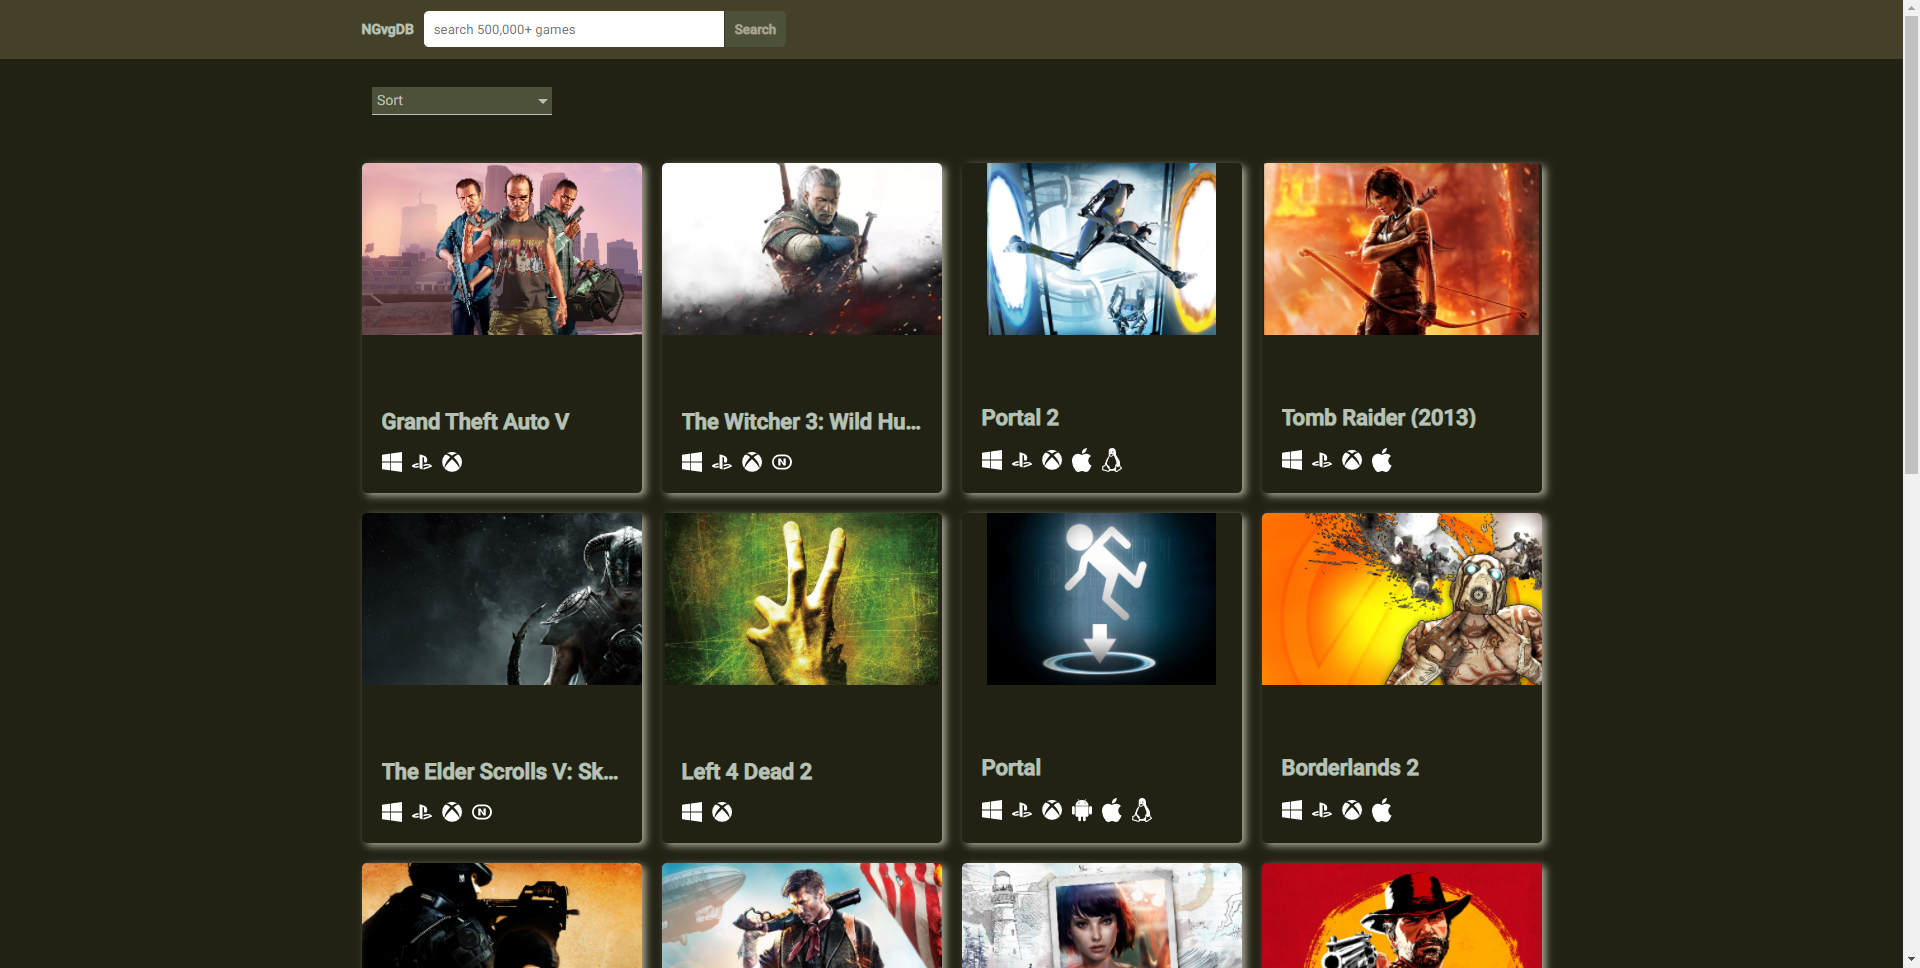 NGvgDB
search 500,000+ games
Search
Sort
Grand Theft Auto V
The Witcher 3: Wild Hu...
Portal 2
Tomb Raider (2013)
The Elder Scrolls V: Sk...
Left 4 Dead 2
Portal
Borderlands 2